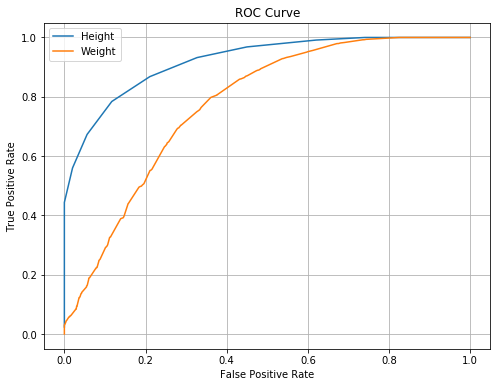 ROC Curve
Height
Weight
True Positive Rate
1.0
0.8
0.6
0.4
0.2
0.0
0.0 0.2 0.4 0.6 0.8 1.0
False Positive Rate